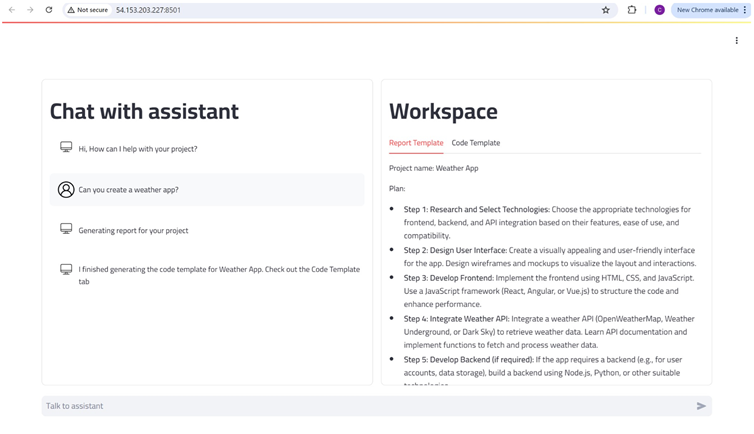 Not secure 54.153.203.227:8501
C
New Chrome available
Chat with assistant
Hi, How can I help with your project?
Can you create a weather app?
Generating report for your project
I finished generating the code template for Weather App. Check out the Code Template
tab
Workspace
Report Template Code Template
Project name: Weather App
Plan:
Step 1: Research and Select Technologies: Choose the appropriate technologies for
frontend, backend, and API integration based on their features, ease of use, and
compatibility.
Step 2: Design User Interface: Create a visually appealing and user-friendly interface
for the app. Design wireframes and mockups to visualize the layout and interactions.
Step 3: Develop Frontend: Implement the frontend using HTML, CSS, and JavaScript.
Use a JavaScript framework (React, Angular, or Vue.js) to structure the code and
enhance performance.
Step 4: Integrate Weather API: Integrate a weather API (OpenWeatherMap, Weather
Underground, or Dark Sky) to retrieve weather data. Learn API documentation and
implement functions to fetch and process weather data.
Step 5: Develop Backend (if required): If the app requires a backend (e.g., for user
accounts, data storage), build a backend using Node.js, Python, or other suitable
Talk to assistant